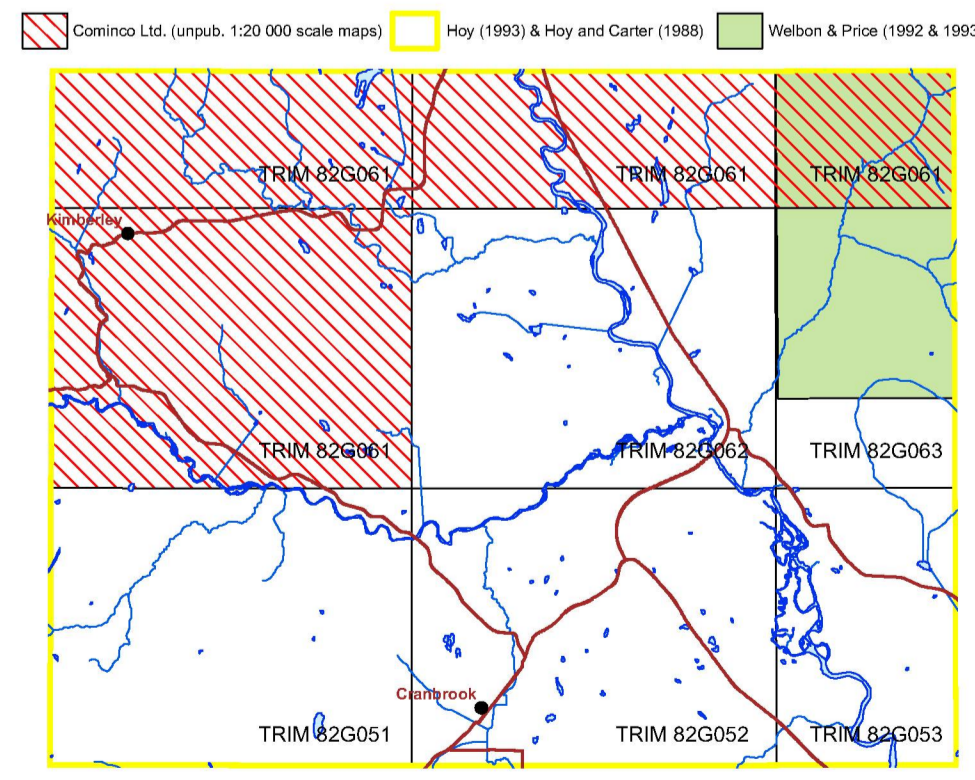 Cominco Ltd. (unpub. 1:20 000 scale maps) Hoy (1993) & Hoy and Carter (1988) Welbon & Price (1992 & 1993
TRIM 82G061 TRIM 82G061 TRIM 82G061
Kimberley
TRIM 82G061 TRIM 82G062 TRIM 82G063
Cranbrook
TRIM 82G051 TRIM 82G052 TRIM 82G053